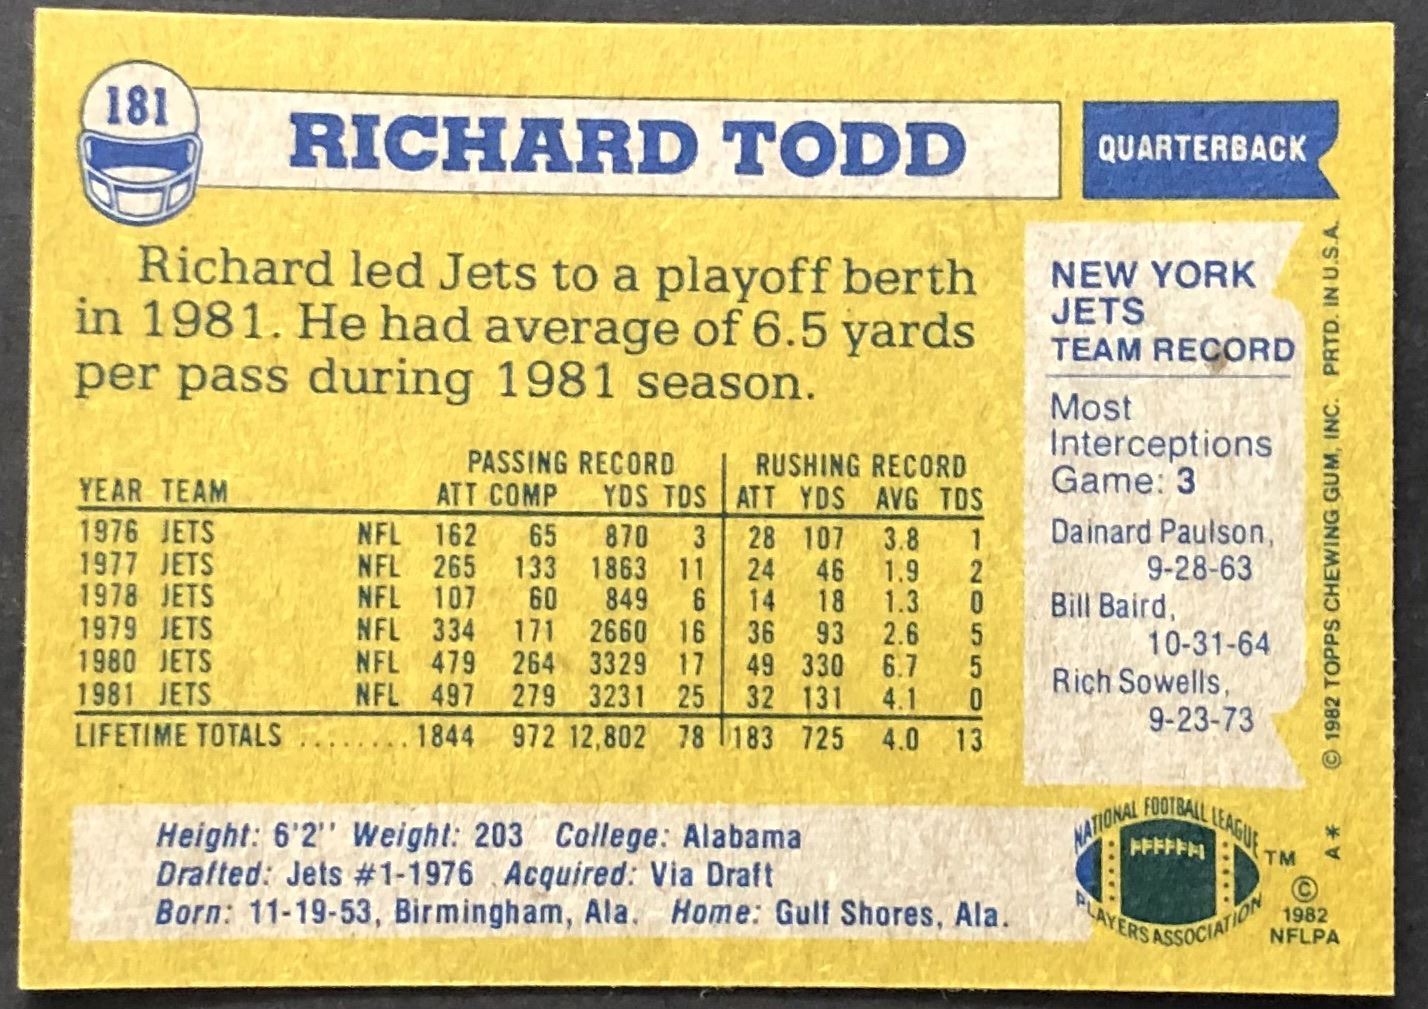 181
RICHARD TODD
QUARTERBACK
Richard led Jets to a playoff berth
in 1981. He had average of 6.5 yards
per pass during 1981 season.
PASSING RECORD RUSHING RECORD
YEAR TEAM ATT COMP YDS TDS ATT YDS AVG TDS
1976 JETS NFL 162 65 870 3 28 107 3.8 1
1977 JETS NFL 265 133 1863 11 24 46 1.9 2
1978 JETS NFL 107 60 849 6 14 18 1.3 0
1979 JETS NFL 334 171 2660 16 36 93 2.6 5
1980 JETS NFL 479 264 3329 17 49 330 6.7 5
1981 JETS NFL 497 279 3231 25 32 131 4.1 0
LIFETIME TOTALS ........ 1844 972 12,802 78 183 725 4.0 13
NEW YORK
JETS
TEAM RECORD
Most
Interceptions
Game: 3
Dainard Paulson,
9-28-63
Bill Baird,
10-31-64
Rich Sowells,
9-23-73
© 1982 TOPPS CHEWING GUM, INC. PRTD. IN U.S.A.
A*
Height: 6'2" Weight: 203 College: Alabama
Drafted: Jets #1-1976 Acquired: Via Draft
Born: 11-19-53, Birmingham, Ala. Home: Gulf Shores, Ala.
NATIONAL FOOTBALL LEAGUE
PLAYERS ASSOCIATION
TM
©
1982
NFLPA